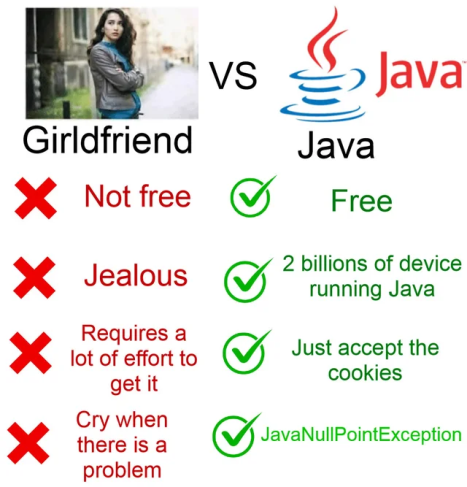 VS
Java
Girldfriend
Java
Not free
Free
Jealous
2 billions of device
running Java
Requires a
lot of effort to
get it
Just accept the
cookies
Cry when
there is a
problem
JavaNullPointException